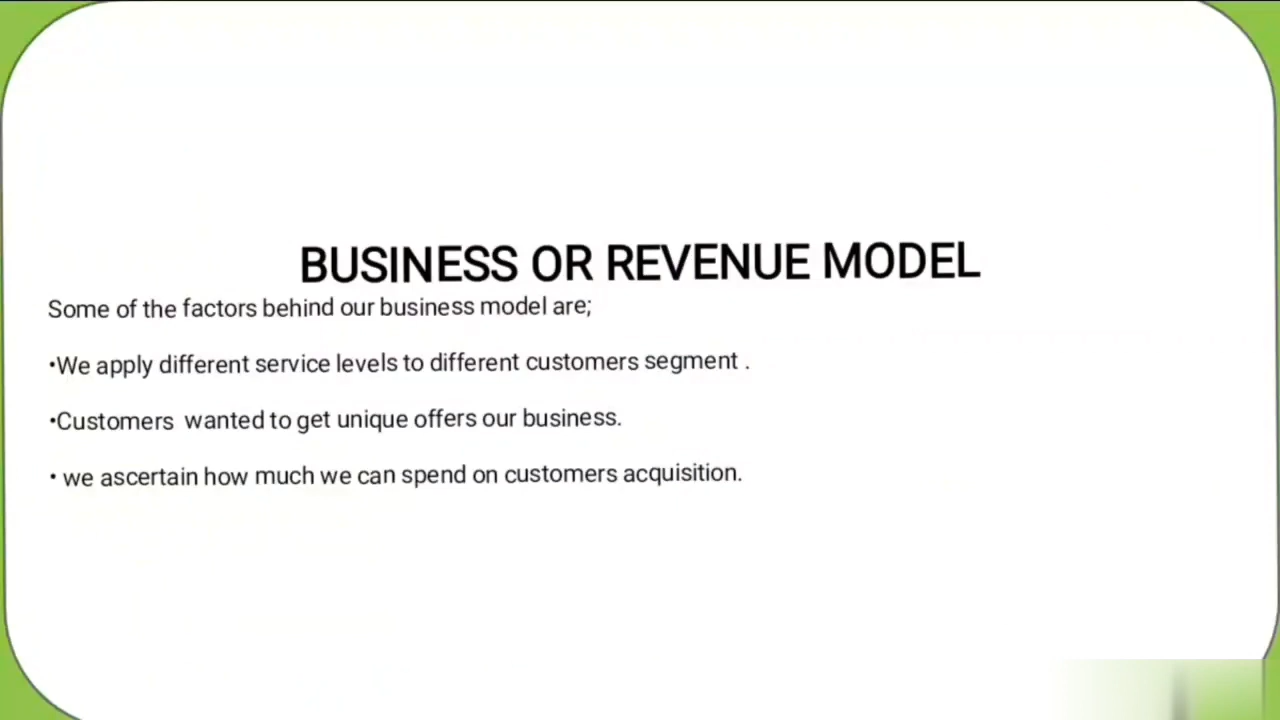 BUSINESS OR REVENUE MODEL
Some of the factors behind our business model are;
•We apply different service levels to different customers segment .
•Customers  wanted to get unique offers our business.
• we ascertain how much we can spend on customers acquisition.